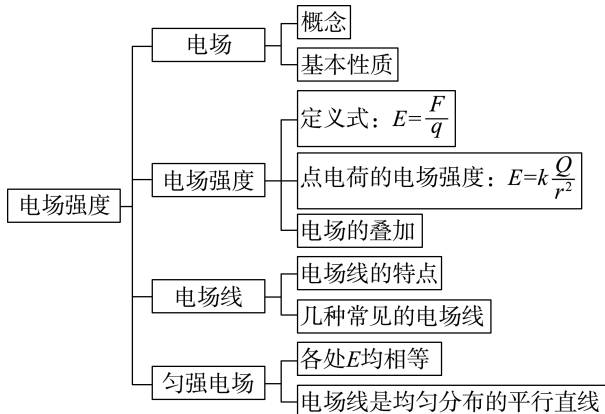 电场强度
电场
概念
基本性质
电场强度
定义式：E=F/q
点电荷的电场强度：E=kQ/r²
电场的叠加
电场线
电场线的特点
几种常见的电场线
匀强电场
各处E均相等
电场线是均匀分布的平行直线